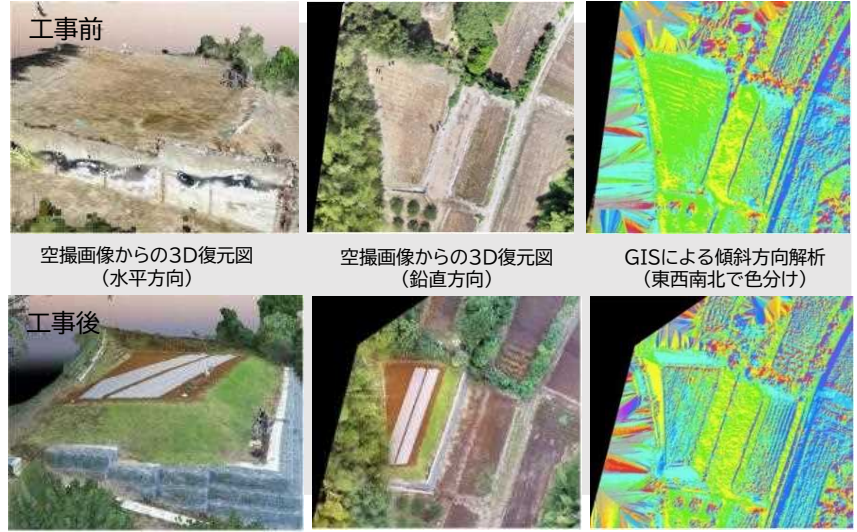 工事前
空撮画像からの3D復元図
（水平方向）
空撮画像からの3D復元図
（鉛直方向）
GISによる傾斜方向解析
（東西南北で色分け）
工事後